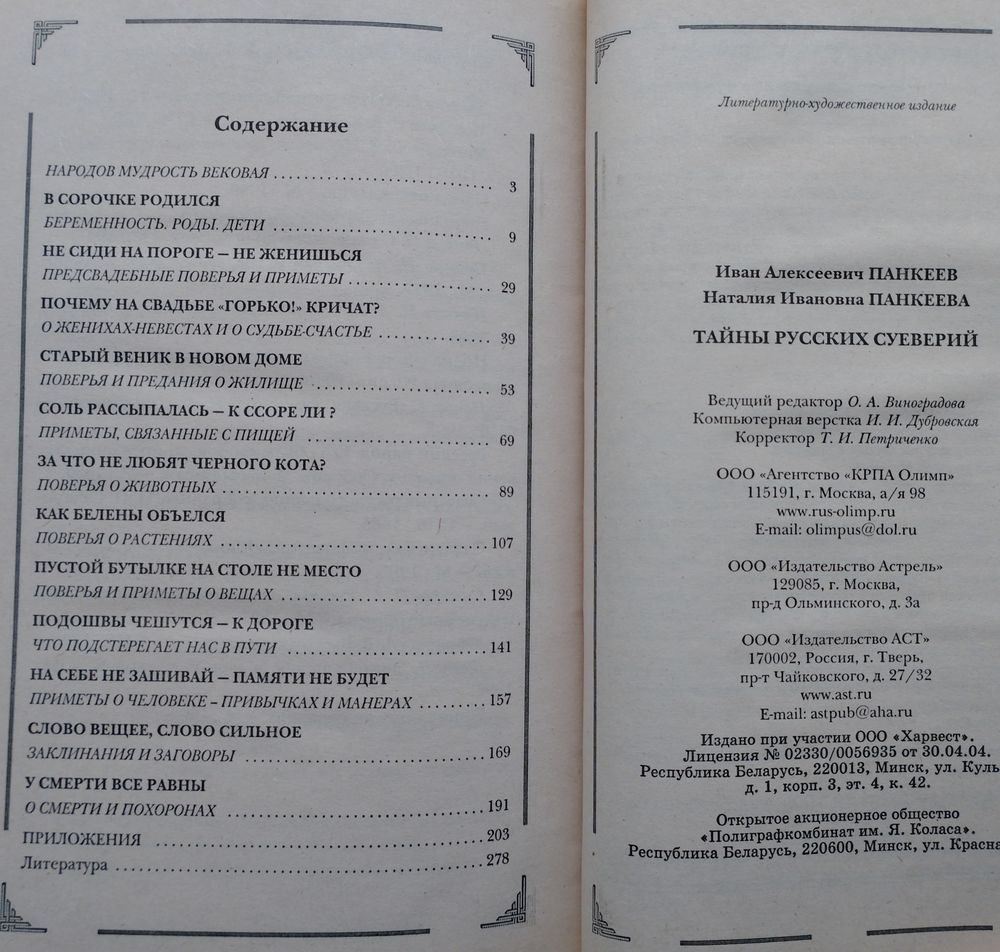 Содержание
НАРОДОВ МУДРОСТЬ ВЕКОВАЯ ........................ 3
В СОРОЧКЕ РОДИЛСЯ
БЕРЕМЕННОСТЬ. РОДЫ. ДЕТИ ........................ 9
НЕ СИДИ НА ПОРОГЕ – НЕ ЖЕНИШЬСЯ
ПРЕДСВАДЕБНЫЕ ПОВЕРЬЯ И ПРИМЕТЫ ................ 29
ПОЧЕМУ НА СВАДЬБЕ «ГОРЬКО!» КРИЧАТ?
О ЖЕНИХАХ-НЕВЕСТАХ И О СУДЬБЕ-СЧАСТЬЕ ............. 39
СТАРЫЙ ВЕНИК В НОВОМ ДОМЕ
ПОВЕРЬЯ И ПРЕДАНИЯ О ЖИЛИЩЕ .................... 53
СОЛЬ РАССЫПАЛАСЬ – К ССОРЕ ЛИ ?
ПРИМЕТЫ, СВЯЗАННЫЕ С ПИЩЕЙ .................... 69
ЗА ЧТО НЕ ЛЮБЯТ ЧЕРНОГО КОТА?
ПОВЕРЬЯ О ЖИВОТНЫХ ............................. 89
КАК БЕЛЕНЫ ОБЪЕЛСЯ
ПОВЕРЬЯ О РАСТЕНИЯХ ............................. 107
ПУСТОЙ БУТЫЛКЕ НА СТОЛЕ НЕ МЕСТО
ПОВЕРЬЯ И ПРИМЕТЫ О ВЕЩАХ ...................... 129
ПОДОШВЫ ЧЕШУТСЯ – К ДОРОГЕ
ЧТО ПОДСТЕРЕГАЕТ НАС В ПУТИ ..................... 141
НА СЕБЕ НЕ ЗАШИВАЙ – ПАМЯТИ НЕ БУДЕТ
ПРИМЕТЫ О ЧЕЛОВЕКЕ – ПРИВЫЧКАХ И МАНЕРАХ ........ 157
СЛОВО ВЕЩЕЕ, СЛОВО СИЛЬНОЕ
ЗАКЛИНАНИЯ И ЗАГОВОРЫ ......................... 169
У СМЕРТИ ВСЕ РАВНЫ
О СМЕРТИ И ПОХОРОНАХ ........................... 191
ПРИЛОЖЕНИЯ ................................... 203
Литература ..................................... 278
Литературно-художественное издание
Иван Алексеевич ПАНКЕЕВ
Наталия Ивановна ПАНКЕЕВА
ТАЙНЫ РУССКИХ СУЕВЕРИЙ
Ведущий редактор О. А. Виноградова
Компьютерная верстка И. И. Дубровская
Корректор Т. И. Петриченко
ООО «Агентство «КРПА Олимп»
115191, г. Москва, а/я 98
www.rus-olimp.ru
E-mail: olimpus@dol.ru
ООО «Издательство Астрель»
129085, г. Москва,
пр-д Ольминского, д. 3а
ООО «Издательство АСТ»
170002, Россия, г. Тверь,
пр-т Чайковского, д. 27/32
www.ast.ru
E-mail: astpub@aha.ru
Издано при участии ООО «Харвест».
Лицензия № 02330/0056935 от 30.04.04.
Республика Беларусь, 220013, Минск, ул. Куль
д. 1, корп. 3, эт. 4, к. 42.
Открытое акционерное общество
«Полиграфкомбинат им. Я. Коласа».
Республика Беларусь, 220600, Минск, ул. Красна